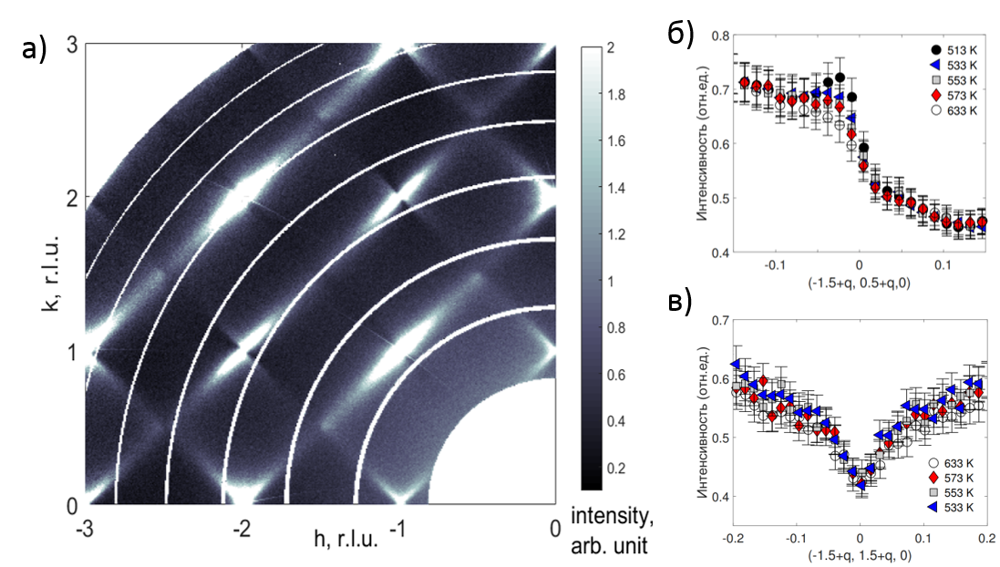 а)
3
2
1
0
k, r.l.u.
-3
-2
-1
0
h, r.l.u.
2
1.8
1.6
1.4
1.2
1
0.8
0.6
0.4
0.2
intensity,
arb. unit
б)
0.8
0.7
0.6
0.5
0.4
Интенсивность (отн.ед.)
513 K
533 K
553 K
573 K
633 K
-0.1
0
0.1
(-1.5+q, 0.5+q,0)
в)
0.7
0.6
0.5
0.4
Интенсивность (отн.ед.)
633 K
573 K
553 K
533 K
-0.2
-0.1
0
0.1
0.2
(-1.5+q, 1.5+q, 0)